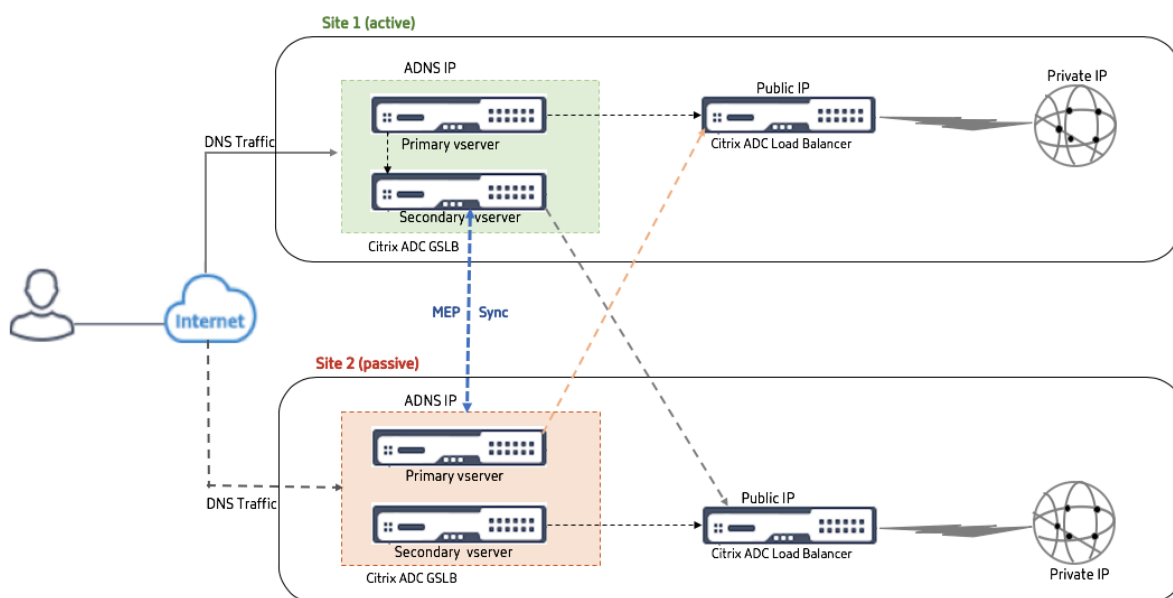 Site 1 (active)
ADNS IP
Private IP
Public IP
DNS Traffic
Primary vserver
Citrix ADC Load Balancer
Secondary vserver
Citrix ADC GSLB
Internet
MEP Sync
Site 2 (passive)
ADNS IP
Primary vserver
DNS Traffic
Public IP
Secondary vserver
Citrix ADC Load Balancer
Citrix ADC GSLB
Private IP